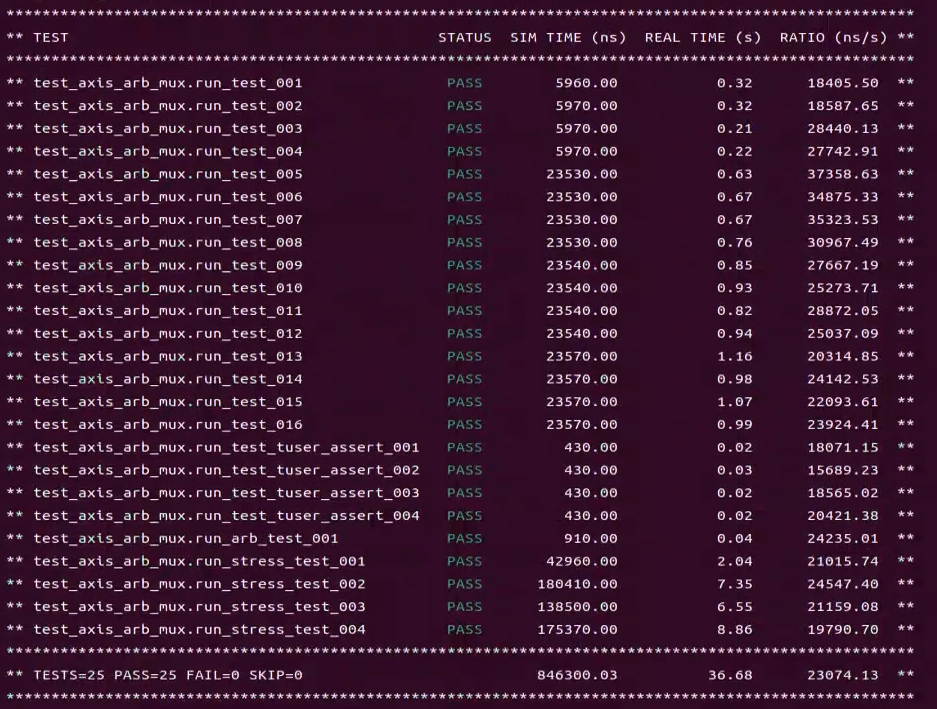 ********************************************************************************************************
** TEST STATUS SIM TIME (ns) REAL TIME (s) RATIO (ns/s) **
********************************************************************************************************
** test_axis_arb_mux.run_test_001 PASS 5960.00 0.32 18405.50 **
** test_axis_arb_mux.run_test_002 PASS 5970.00 0.32 18587.65 **
** test_axis_arb_mux.run_test_003 PASS 5970.00 0.21 28440.13 **
** test_axis_arb_mux.run_test_004 PASS 5970.00 0.22 27742.91 **
** test_axis_arb_mux.run_test_005 PASS 23530.00 0.63 37358.63 **
** test_axis_arb_mux.run_test_006 PASS 23530.00 0.67 34875.33 **
** test_axis_arb_mux.run_test_007 PASS 23530.00 0.67 35323.53 **
** test_axis_arb_mux.run_test_008 PASS 23530.00 0.76 30967.49 **
** test_axis_arb_mux.run_test_009 PASS 23540.00 0.85 27667.19 **
** test_axis_arb_mux.run_test_010 PASS 23540.00 0.93 25273.71 **
** test_axis_arb_mux.run_test_011 PASS 23540.00 0.82 28872.05 **
** test_axis_arb_mux.run_test_012 PASS 23540.00 0.94 25037.09 **
** test_axis_arb_mux.run_test_013 PASS 23570.00 1.16 20314.85 **
** test_axis_arb_mux.run_test_014 PASS 23570.00 0.98 24142.53 **
** test_axis_arb_mux.run_test_015 PASS 23570.00 1.07 22093.61 **
** test_axis_arb_mux.run_test_016 PASS 23570.00 0.99 23924.41 **
** test_axis_arb_mux.run_test_tuser_assert_001 PASS 430.00 0.02 18071.15 **
** test_axis_arb_mux.run_test_tuser_assert_002 PASS 430.00 0.03 15689.23 **
** test_axis_arb_mux.run_test_tuser_assert_003 PASS 430.00 0.02 18565.02 **
** test_axis_arb_mux.run_test_tuser_assert_004 PASS 430.00 0.02 20421.38 **
** test_axis_arb_mux.run_arb_test_001 PASS 910.00 0.04 24235.01 **
** test_axis_arb_mux.run_stress_test_001 PASS 42960.00 2.04 21015.74 **
** test_axis_arb_mux.run_stress_test_002 PASS 180410.00 7.35 24547.40 **
** test_axis_arb_mux.run_stress_test_003 PASS 138500.00 6.55 21159.08 **
** test_axis_arb_mux.run_stress_test_004 PASS 175370.00 8.86 19790.70 **
********************************************************************************************************
** TESTS=25 PASS=25 FAIL=0 SKIP=0 846300.03 36.68 23074.13 **
********************************************************************************************************